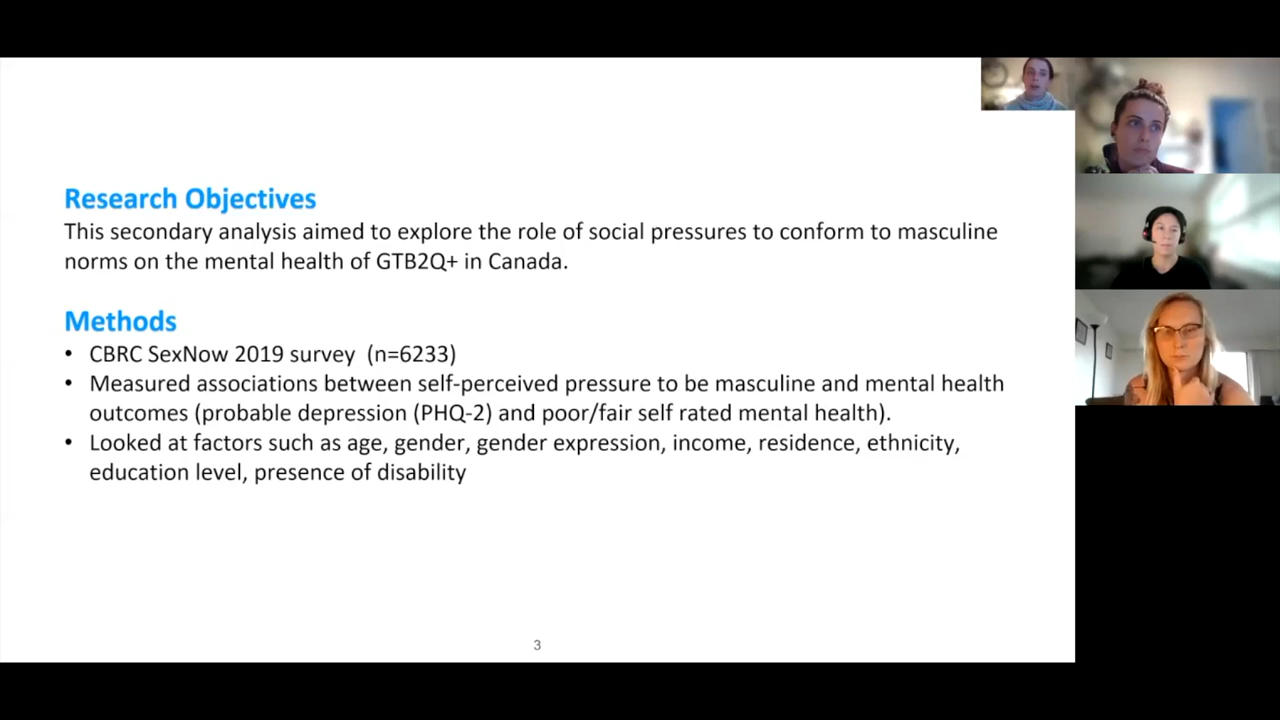 Research Objectives
This secondary analysis aimed to explore the role of social pressures to conform to masculine
norms on the mental health of GTB2Q+ in Canada.
Methods
• CBRC SexNow 2019 survey (n=6233)
• Measured associations between self-perceived pressure to be masculine and mental health
outcomes (probable depression (PHQ-2) and poor/fair self rated mental health).
• Looked at factors such as age, gender, gender expression, income, residence, ethnicity,
education level, presence of disability
3